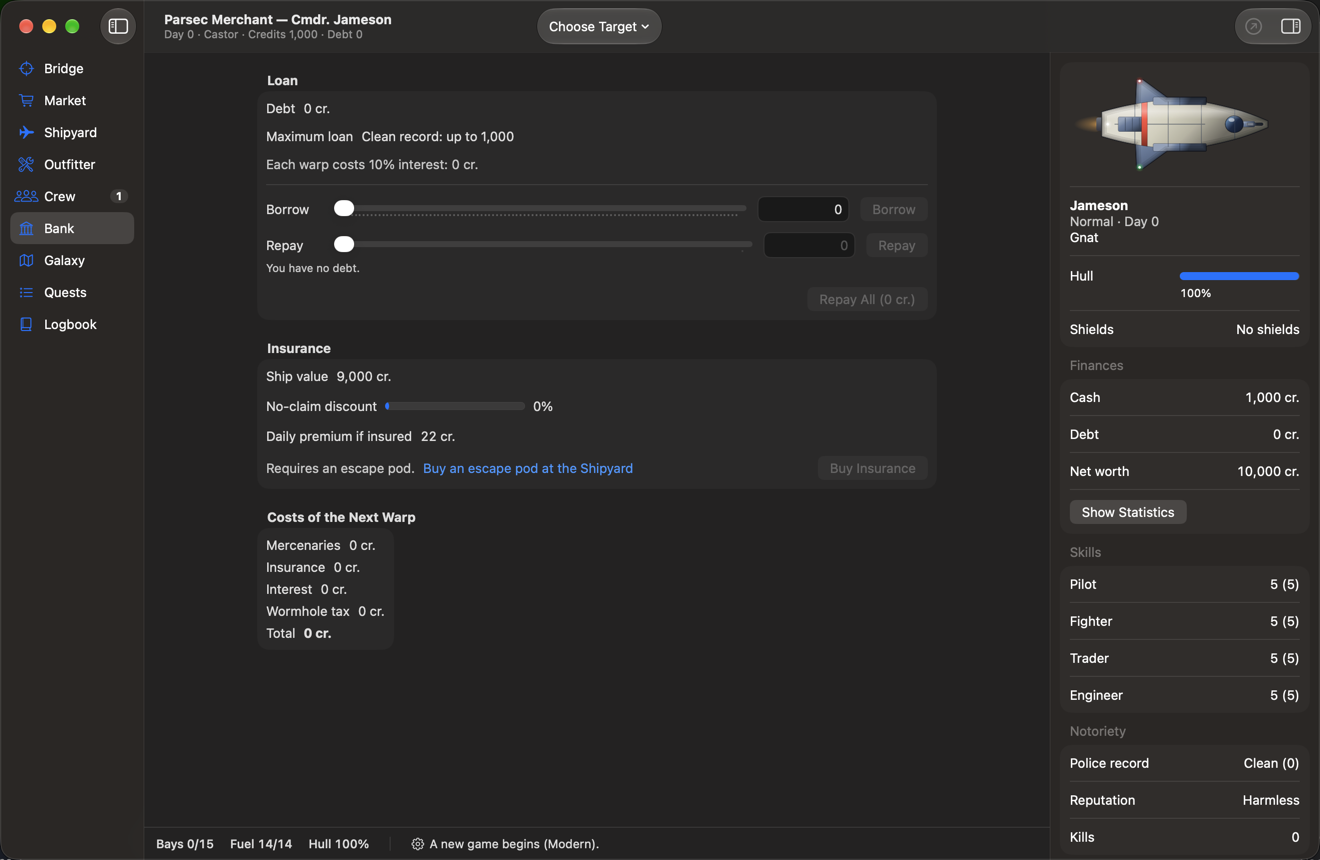 Parsec Merchant — Cmdr. Jameson
Day 0 · Castor · Credits 1,000 · Debt 0
Choose Target
Bridge
Market
Shipyard
Outfitter
Crew 1
Bank
Galaxy
Quests
Logbook
Loan
Debt 0 cr.
Maximum loan Clean record: up to 1,000
Each warp costs 10% interest: 0 cr.
Borrow 0 Borrow
Repay 0 Repay
You have no debt.
Repay All (0 cr.)
Insurance
Ship value 9,000 cr.
No-claim discount 0%
Daily premium if insured 22 cr.
Requires an escape pod. Buy an escape pod at the Shipyard Buy Insurance
Costs of the Next Warp
Mercenaries 0 cr.
Insurance 0 cr.
Interest 0 cr.
Wormhole tax 0 cr.
Total 0 cr.
Jameson
Normal · Day 0
Gnat
Hull
100%
Shields No shields
Finances
Cash 1,000 cr.
Debt 0 cr.
Net worth 10,000 cr.
Show Statistics
Skills
Pilot 5 (5)
Fighter 5 (5)
Trader 5 (5)
Engineer 5 (5)
Notoriety
Police record Clean (0)
Reputation Harmless
Kills 0
Bays 0/15 Fuel 14/14 Hull 100% A new game begins (Modern).